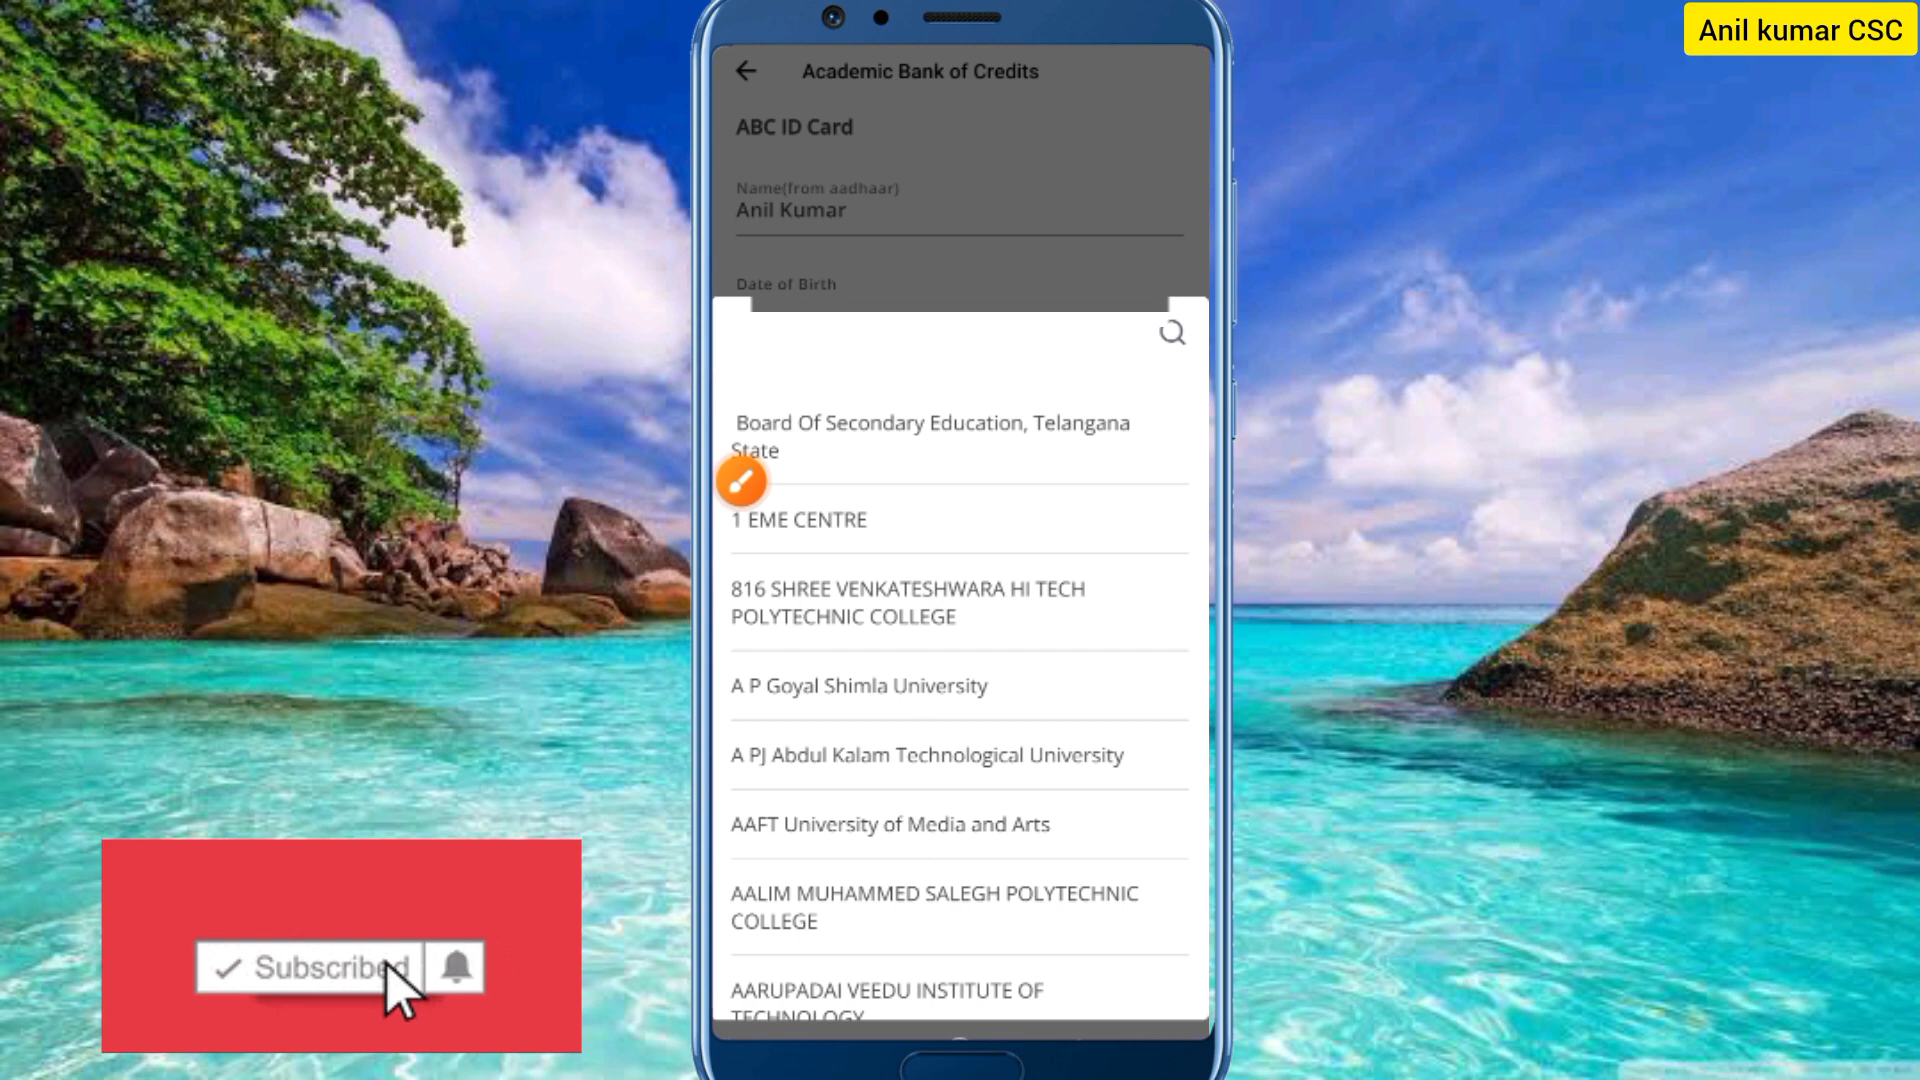 Anil kumar CSC
Academic Bank of Credits
ABC ID Card
Name(from aadhaar)
Anil Kumar
Date of Birth
Board Of Secondary Education, Telangana
State
1 EME CENTRE
816 SHREE VENKATESHWARA HI TECH
POLYTECHNIC COLLEGE
A P Goyal Shimla University
A PJ Abdul Kalam Technological University
AAFT University of Media and Arts
AALIM MUHAMMED SALEGH POLYTECHNIC
COLLEGE
AARUPADAI VEEDU INSTITUTE OF
TECHNOLOGY
Subscribed